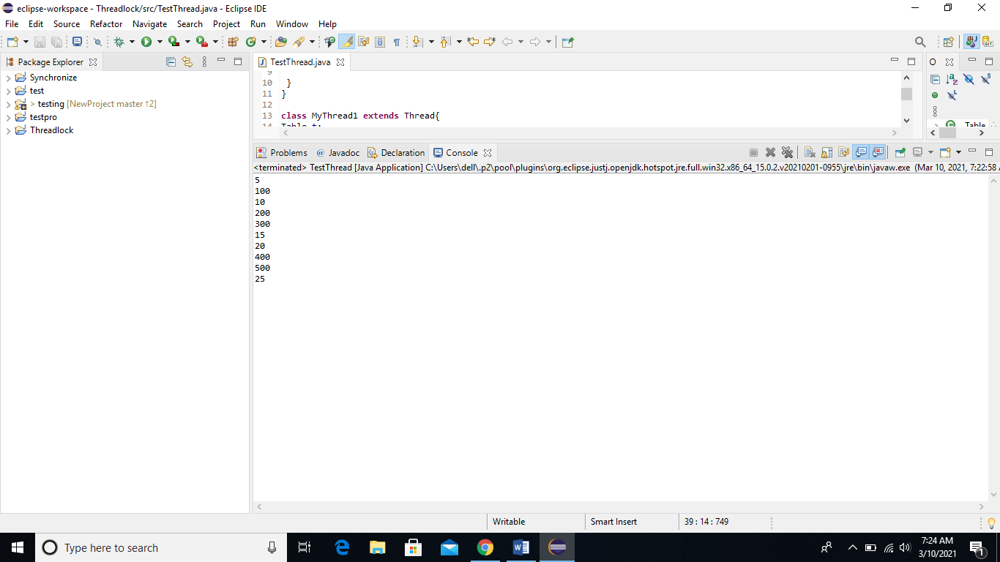 eclipse-workspace - Threadlock/src/TestThread.java - Eclipse IDE
File Edit Source Refactor Navigate Search Project Run Window Help
Package Explorer
Synchronize
test
> testing [NewProject master ↑2]
testpro
Threadlock
TestThread.java
9
10 }
11 }
12
13 class MyThread1 extends Thread{
14 Table t;
O
Table
Problems @ Javadoc Declaration Console
<terminated> TestThread [Java Application] C:\Users\dell\.p2\pool\plugins\org.eclipse.justj.openjdk.hotspot.jre.full.win32.x86_64_15.0.2.v20210201-0955\jre\bin\javaw.exe (Mar 10, 2021, 7:22:58
5
100
10
200
300
15
20
400
500
25
Writable Smart Insert 39 : 14 : 749
Type here to search
7:24 AM
3/10/2021
1